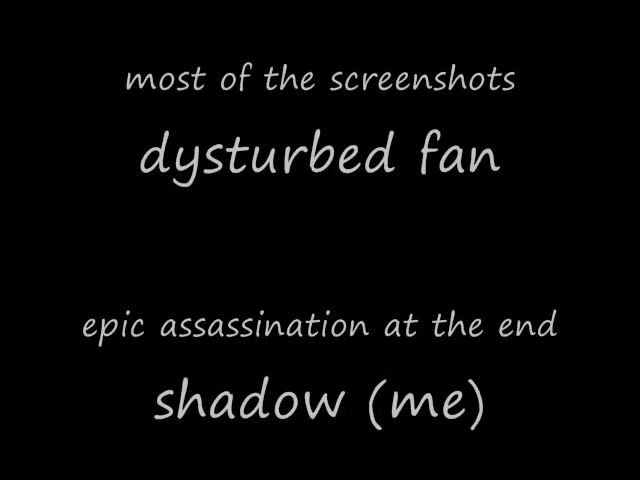 most of the screenshots
dysturbed fan
epic assassination at the end
shadow (me)